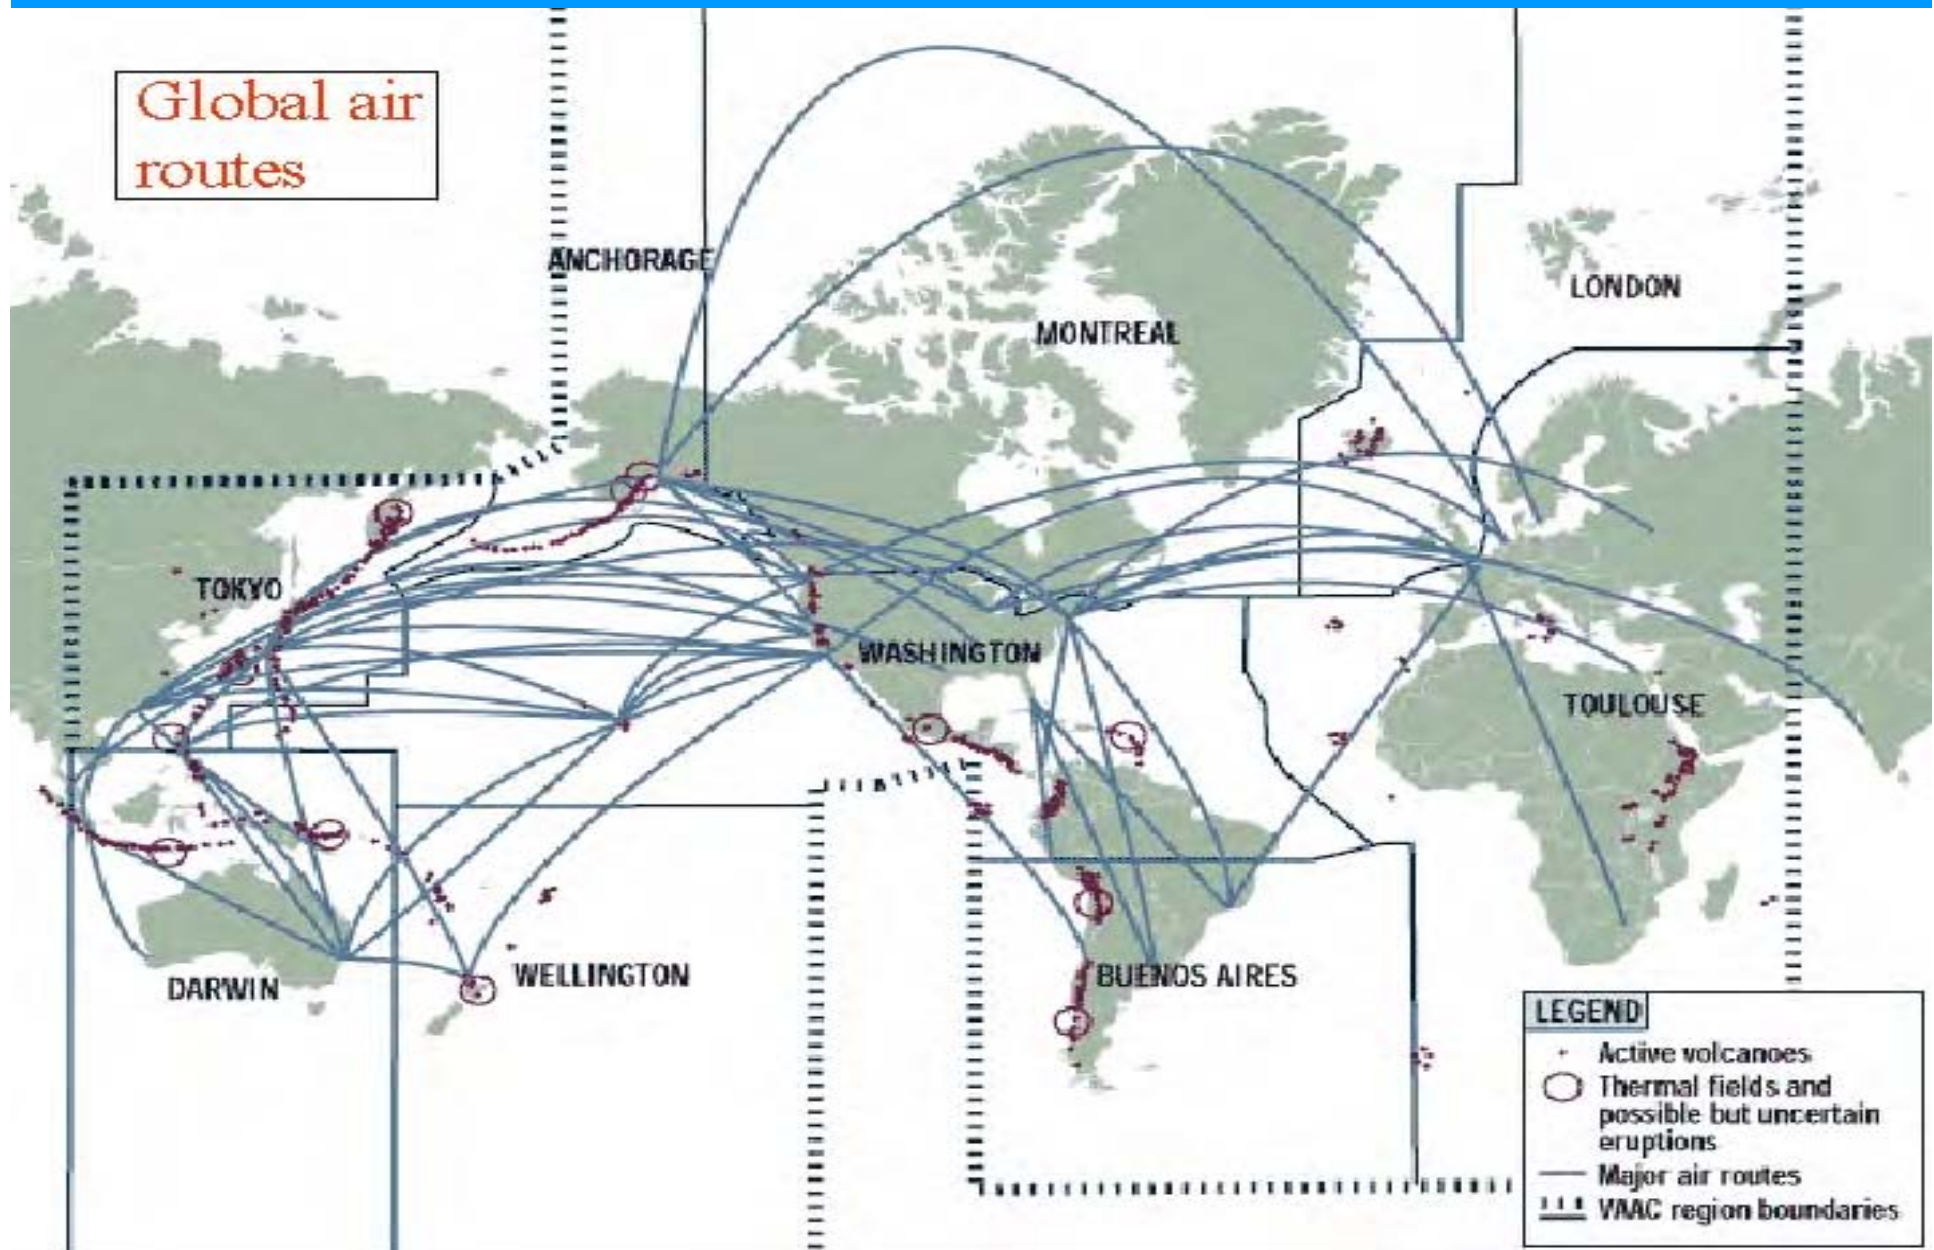 Global air
routes
ANCHORAGE
LONDON
MONTREAL
TOKYO
WASHINGTON
TOULOUSE
DARWIN
WELLINGTON
BUENOS AIRES
LEGEND
Active volcanoes
Thermal fields and
possible but uncertain
eruptions
Major air routes
VAAC region boundaries